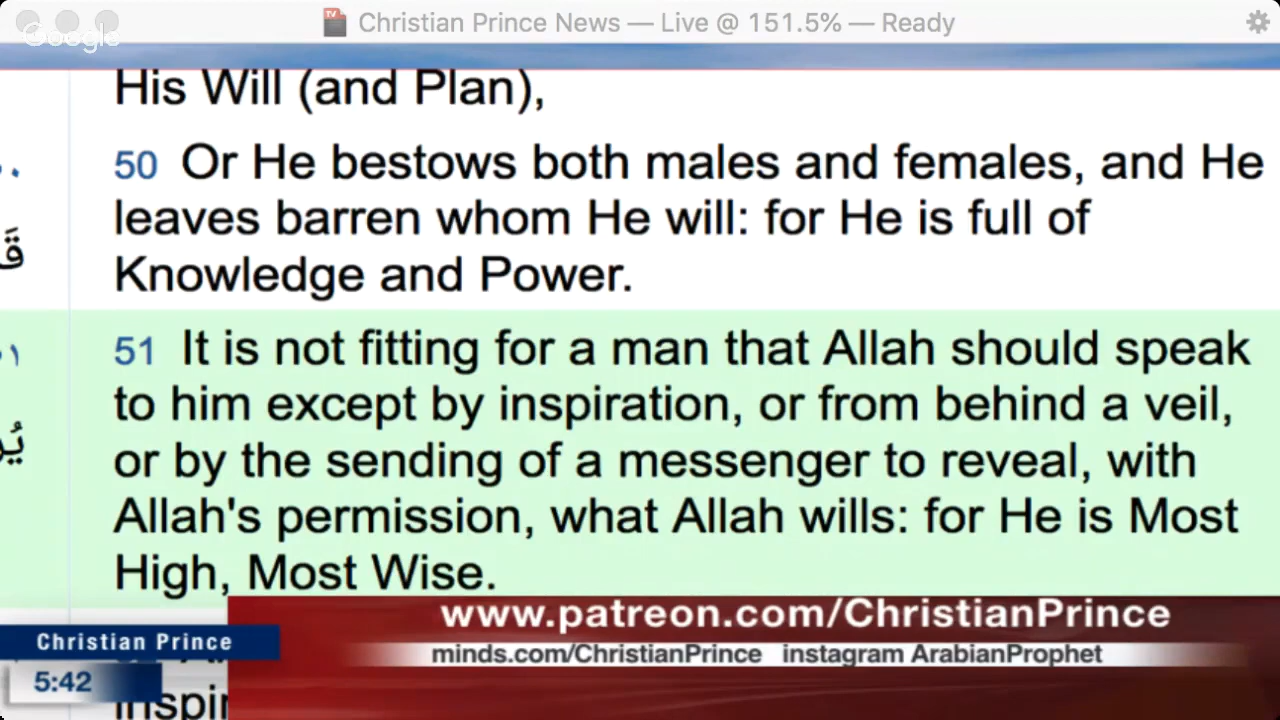 Christian Prince News — Live @ 151.5% — Ready
Google
His Will (and Plan),
50 Or He bestows both males and females, and He
leaves barren whom He will: for He is full of
Knowledge and Power.
51 It is not fitting for a man that Allah should speak
to him except by inspiration, or from behind a veil,
or by the sending of a messenger to reveal, with
Allah's permission, what Allah wills: for He is Most
High, Most Wise.
www.patreon.com/ChristianPrince
Christian Prince
minds.com/ChristianPrince instagram ArabianProphet
5:42